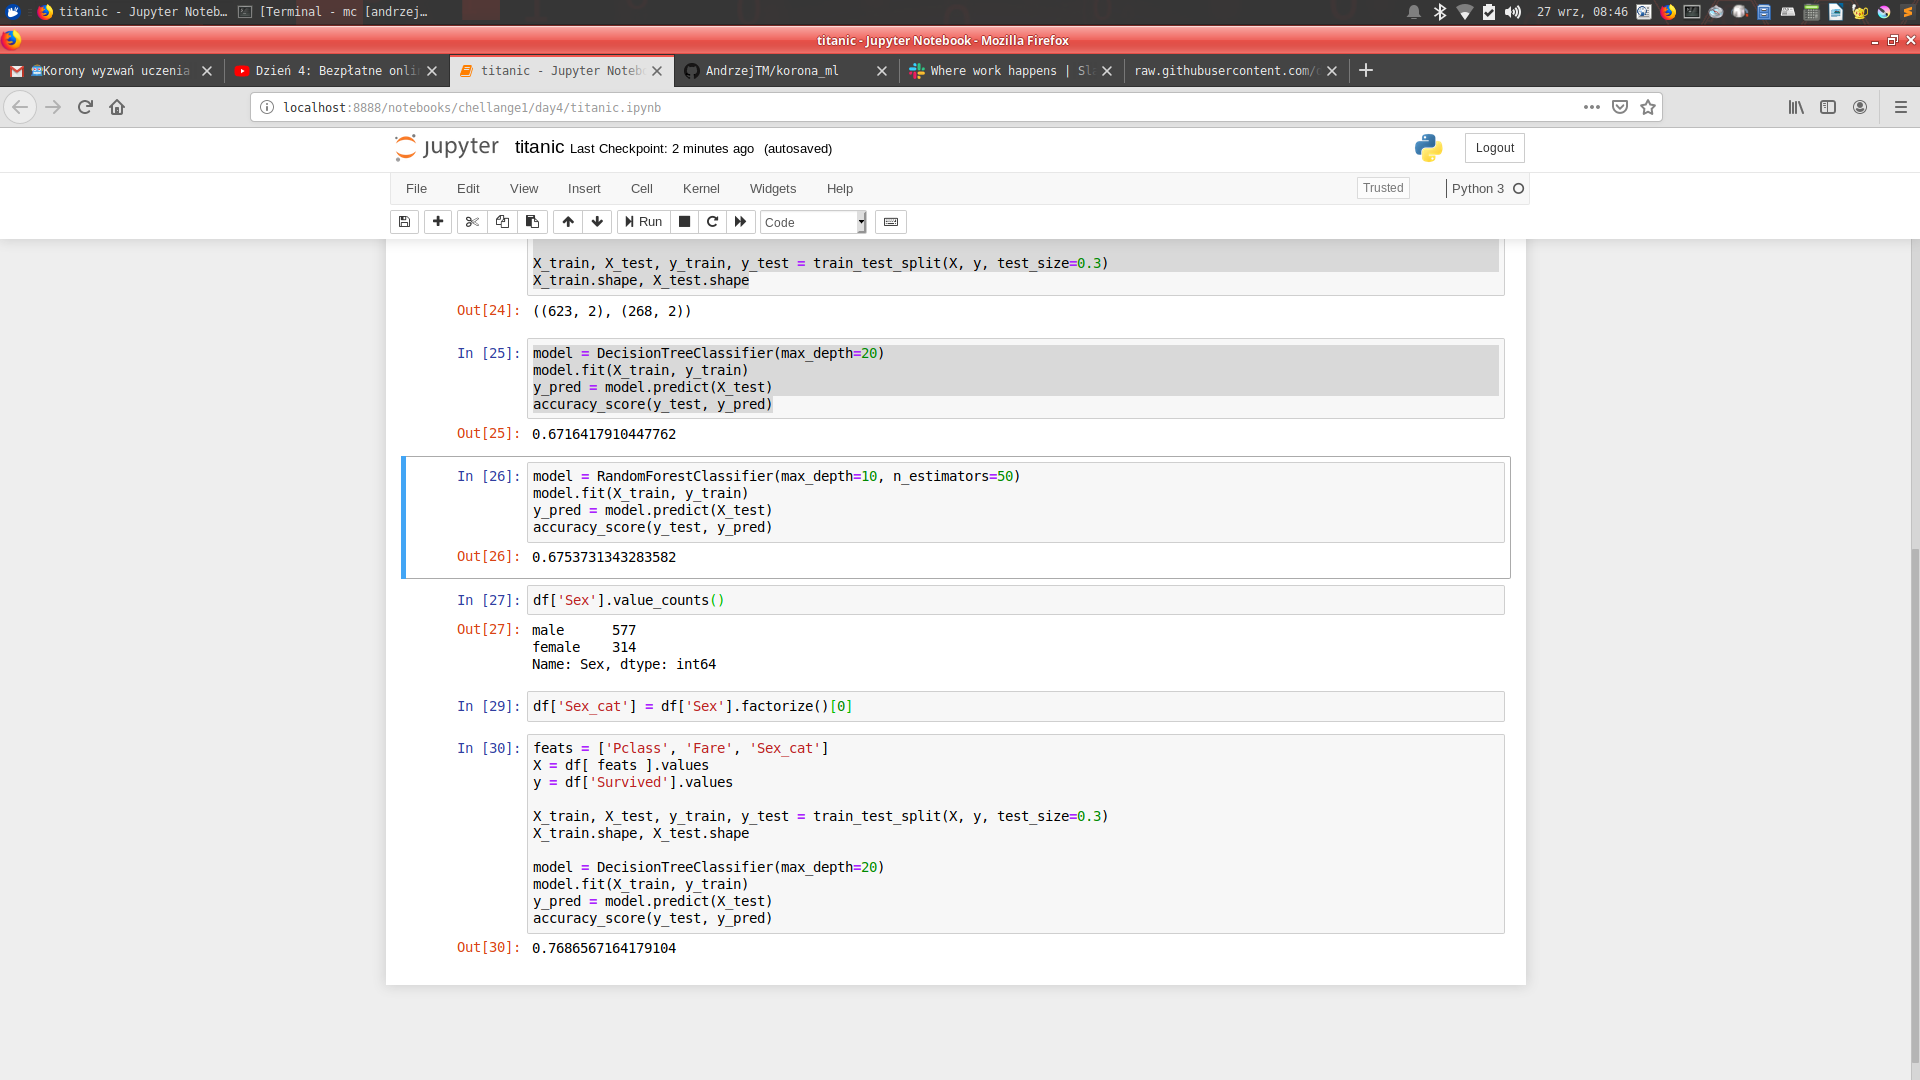 titanic - Jupyter Noteb…
[Terminal - mc [andrzej…
27 wrz, 08:46
titanic - Jupyter Notebook - Mozilla Firefox
Korony wyzwań uczenia
Dzień 4: Bezpłatne onli
titanic - Jupyter Noteb
AndrzejTM/korona_ml
Where work happens | Sl
raw.githubusercontent.com/
localhost:8888/notebooks/chellange1/day4/titanic.ipynb
jupyter titanic Last Checkpoint: 2 minutes ago (autosaved)
Logout
File Edit View Insert Cell Kernel Widgets Help
Trusted
Python 3
Run
Code
X_train, X_test, y_train, y_test = train_test_split(X, y, test_size=0.3)
X_train.shape, X_test.shape
Out[24]: ((623, 2), (268, 2))
In [25]: model = DecisionTreeClassifier(max_depth=20)
model.fit(X_train, y_train)
y_pred = model.predict(X_test)
accuracy_score(y_test, y_pred)
Out[25]: 0.6716417910447762
In [26]: model = RandomForestClassifier(max_depth=10, n_estimators=50)
model.fit(X_train, y_train)
y_pred = model.predict(X_test)
accuracy_score(y_test, y_pred)
Out[26]: 0.6753731343283582
In [27]: df['Sex'].value_counts()
Out[27]: male 577
female 314
Name: Sex, dtype: int64
In [29]: df['Sex_cat'] = df['Sex'].factorize()[0]
In [30]: feats = ['Pclass', 'Fare', 'Sex_cat']
X = df[ feats ].values
y = df['Survived'].values
X_train, X_test, y_train, y_test = train_test_split(X, y, test_size=0.3)
X_train.shape, X_test.shape
model = DecisionTreeClassifier(max_depth=20)
model.fit(X_train, y_train)
y_pred = model.predict(X_test)
accuracy_score(y_test, y_pred)
Out[30]: 0.7686567164179104